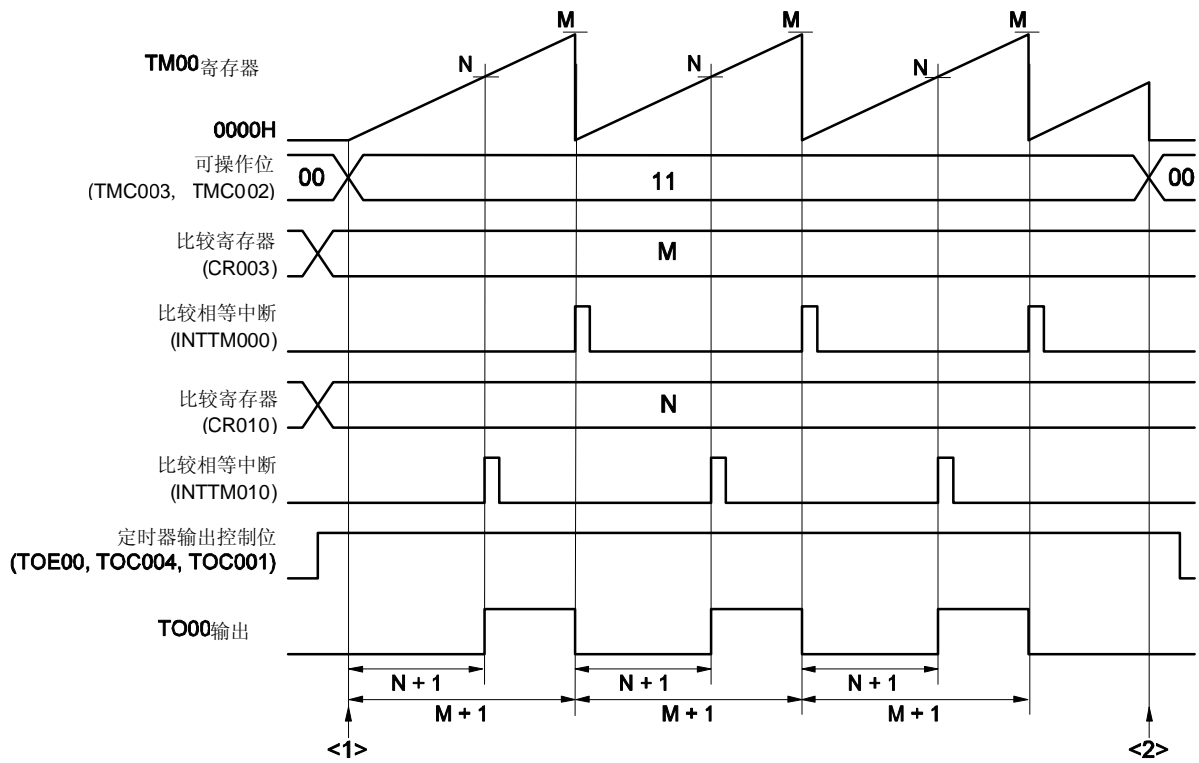 M M M
TM00寄存器 N N N
0000H
可操作位
(TMC003, TMC002) 00 11 00
比较寄存器
(CR003) M
比较相等中断
(INTTM000)
比较寄存器
(CR010) N
比较相等中断
(INTTM010)
定时器输出控制位
(TOE00, TOC004, TOC001)
TO00输出
N + 1 N + 1 N + 1
M + 1 M + 1 M + 1
<1> <2>